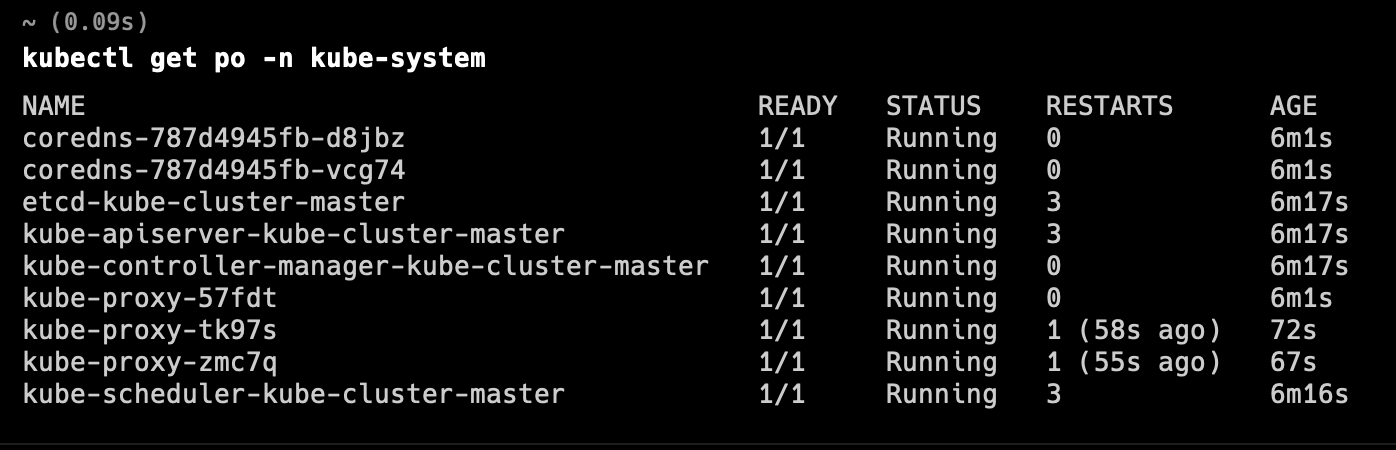 ~ (0.09s)
kubectl get po -n kube-system
NAME READY STATUS RESTARTS AGE
coredns-787d4945fb-d8jbz 1/1 Running 0 6m1s
coredns-787d4945fb-vcg74 1/1 Running 0 6m1s
etcd-kube-cluster-master 1/1 Running 3 6m17s
kube-apiserver-kube-cluster-master 1/1 Running 3 6m17s
kube-controller-manager-kube-cluster-master 1/1 Running 0 6m17s
kube-proxy-57fdt 1/1 Running 0 6m1s
kube-proxy-tk97s 1/1 Running 1 (58s ago) 72s
kube-proxy-zmc7q 1/1 Running 1 (55s ago) 67s
kube-scheduler-kube-cluster-master 1/1 Running 3 6m16s